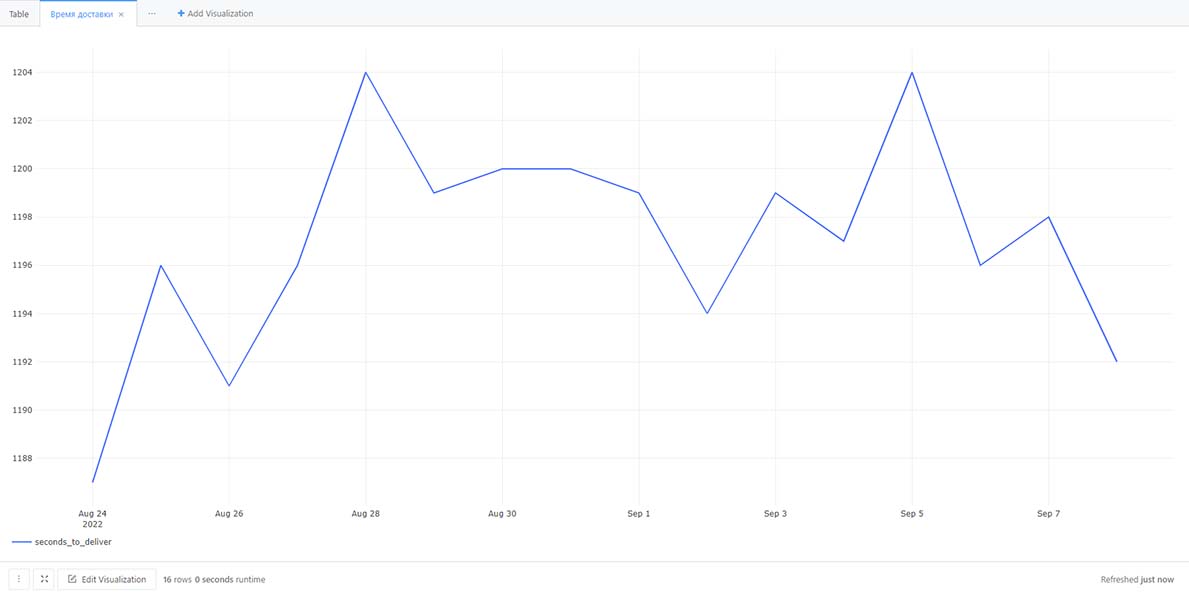 Table
Время доставки ×
···
+ Add Visualization
1204
1202
1200
1198
1196
1194
1192
1190
1188
Aug 24
2022
Aug 26
Aug 28
Aug 30
Sep 1
Sep 3
Sep 5
Sep 7
seconds_to_deliver
Edit Visualization
16 rows 0 seconds runtime
Refreshed just now